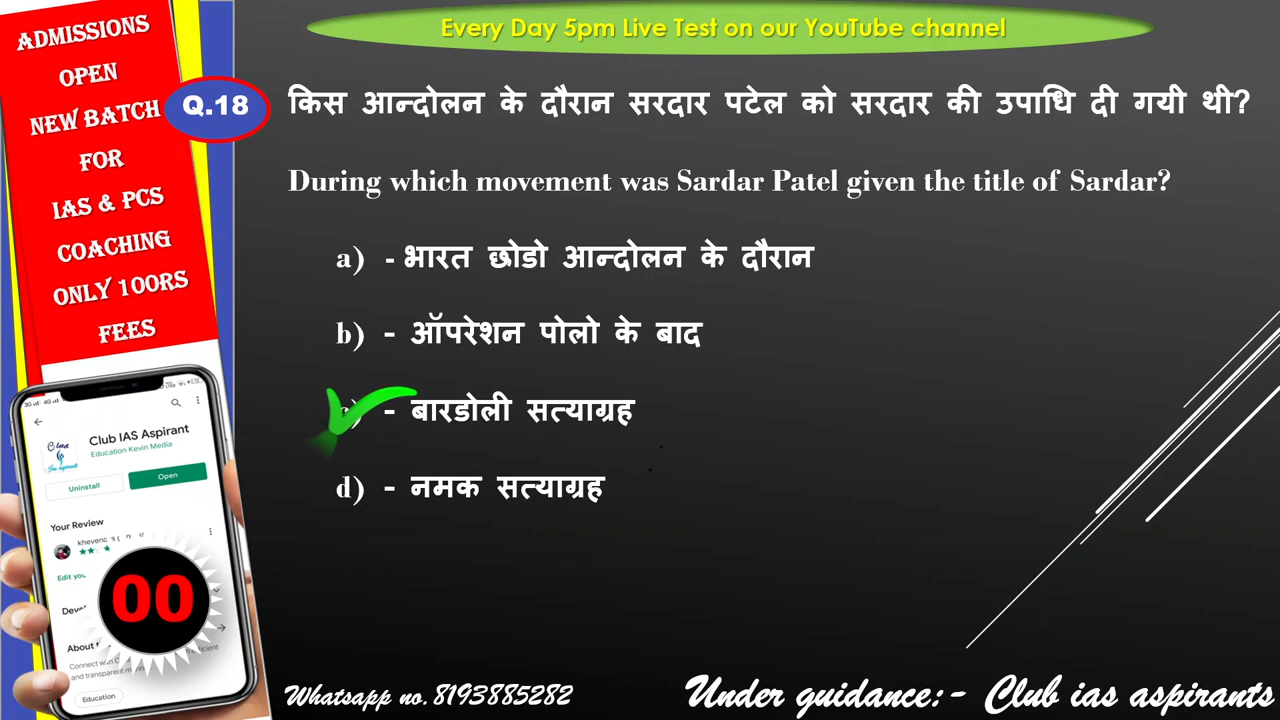 Every Day 5pm Live Test on our YouTube channel
ADMISSIONS
OPEN
NEW BATCH
FOR
IAS & PCS
COACHING
ONLY 100RS
FEES
Q.18
किस आन्दोलन के दौरान सरदार पटेल को सरदार की उपाधि दी गयी थी?
During which movement was Sardar Patel given the title of Sardar?
a) - भारत छोडो आन्दोलन के दौरान
b) - ऑपरेशन पोलो के बाद
- बारडोली सत्याग्रह
d) - नमक सत्याग्रह
Club IAS Aspirant
Education Kevin Media
Uninstall
Open
Your Review
00
Education
Whatsapp no. 8193885282
Under guidance:- Club ias aspirants